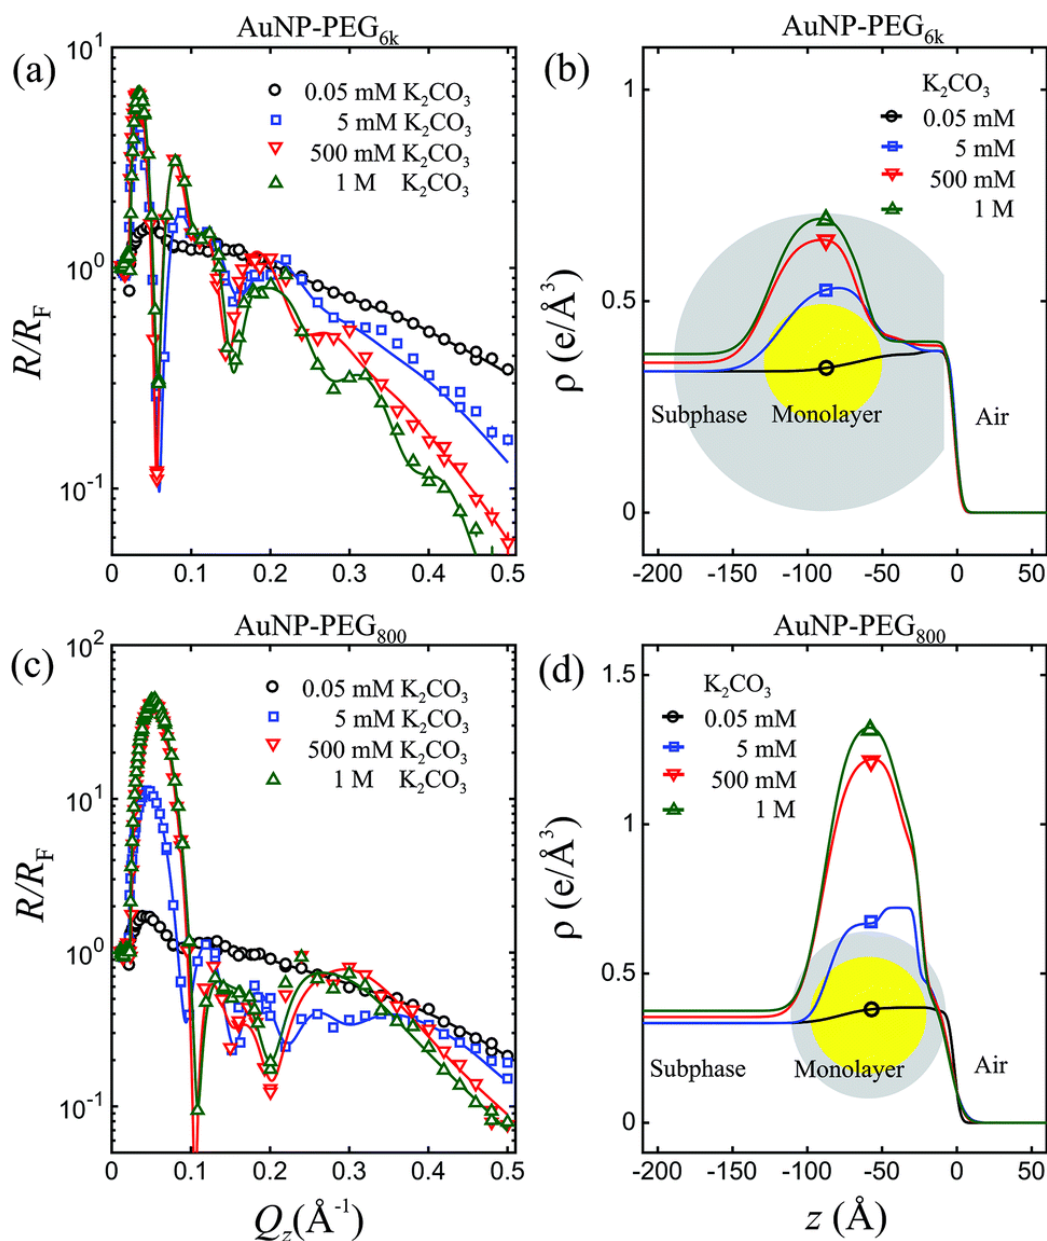 AuNP-PEG6k
(a)
10^1
10^0
10^-1
R/RF
0.05 mM K2CO3
5 mM K2CO3
500 mM K2CO3
1 M K2CO3
0 0.1 0.2 0.3 0.4 0.5
AuNP-PEG6k
(b)
1
0.5
0
ρ (e/Å^3)
K2CO3
0.05 mM
5 mM
500 mM
1 M
Subphase Monolayer Air
-200 -150 -100 -50 0 50
AuNP-PEG800
(c)
10^2
10^1
10^0
10^-1
R/RF
0.05 mM K2CO3
5 mM K2CO3
500 mM K2CO3
1 M K2CO3
0 0.1 0.2 0.3 0.4 0.5
Qz(Å^-1)
AuNP-PEG800
(d)
1.5
1
0.5
0
ρ (e/Å^3)
K2CO3
0.05 mM
5 mM
500 mM
1 M
Subphase Monolayer Air
-200 -150 -100 -50 0 50
z (Å)